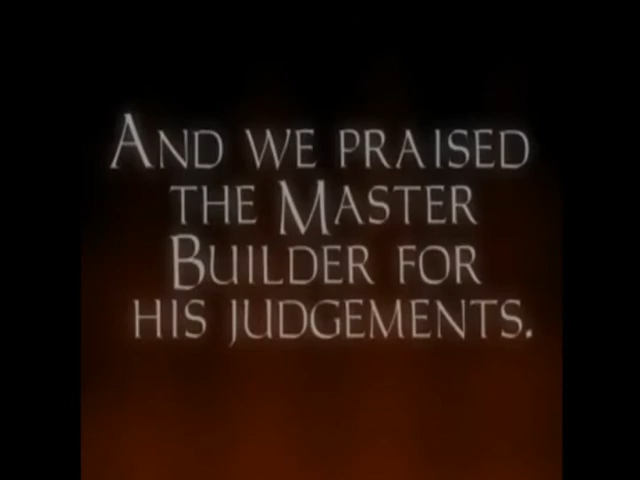 And we praised
the Master
Builder for
his judgements.